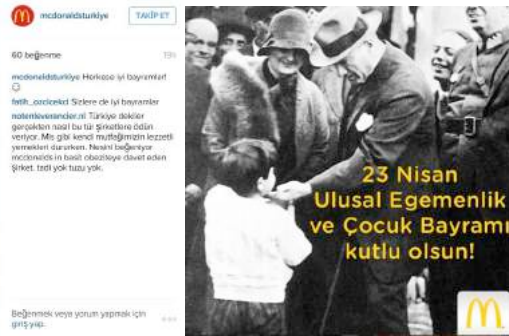 mcdonaldsturkiye
TAKİP ET
60 beğenme
mcdonaldsturkiye Herkese iyi bayramlar!
fatih_ozcicekci Sizlere de iyi bayramlar
notenleverancier.nl Türkiye dekiler
gerçekten nasıl bu tür şirketlere ödün
veriyor. Mis gibi kendi mutfağımızın lezzetli
yemekleri dururken. Nesini beğeniyor
mcdonalds in basit obeziteye davet eden
şirket. tadi yok tuzu yok.
Beğenmek veya yorum yapmak için
giriş yap.
23 Nisan
Ulusal Egemenlik
ve Çocuk Bayramı
kutlu olsun!